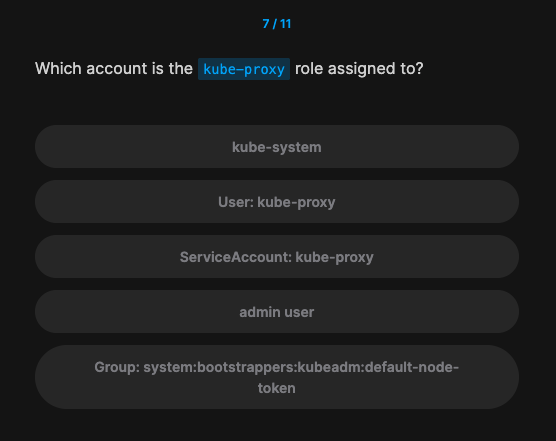 7 / 11
Which account is the kube-proxy role assigned to?
kube-system
User: kube-proxy
ServiceAccount: kube-proxy
admin user
Group: system:bootstrappers:kubeadm:default-node-
token